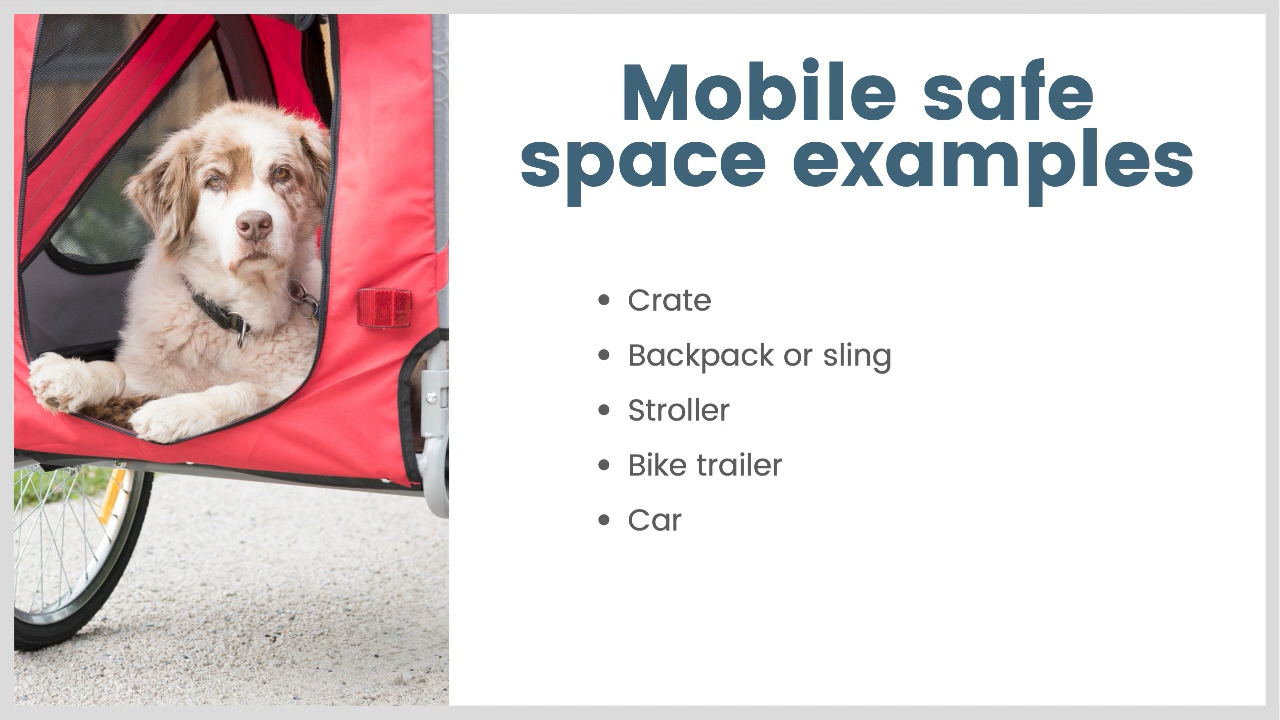 Mobile safe
space examples
• Crate
• Backpack or sling
• Stroller
• Bike trailer
• Car